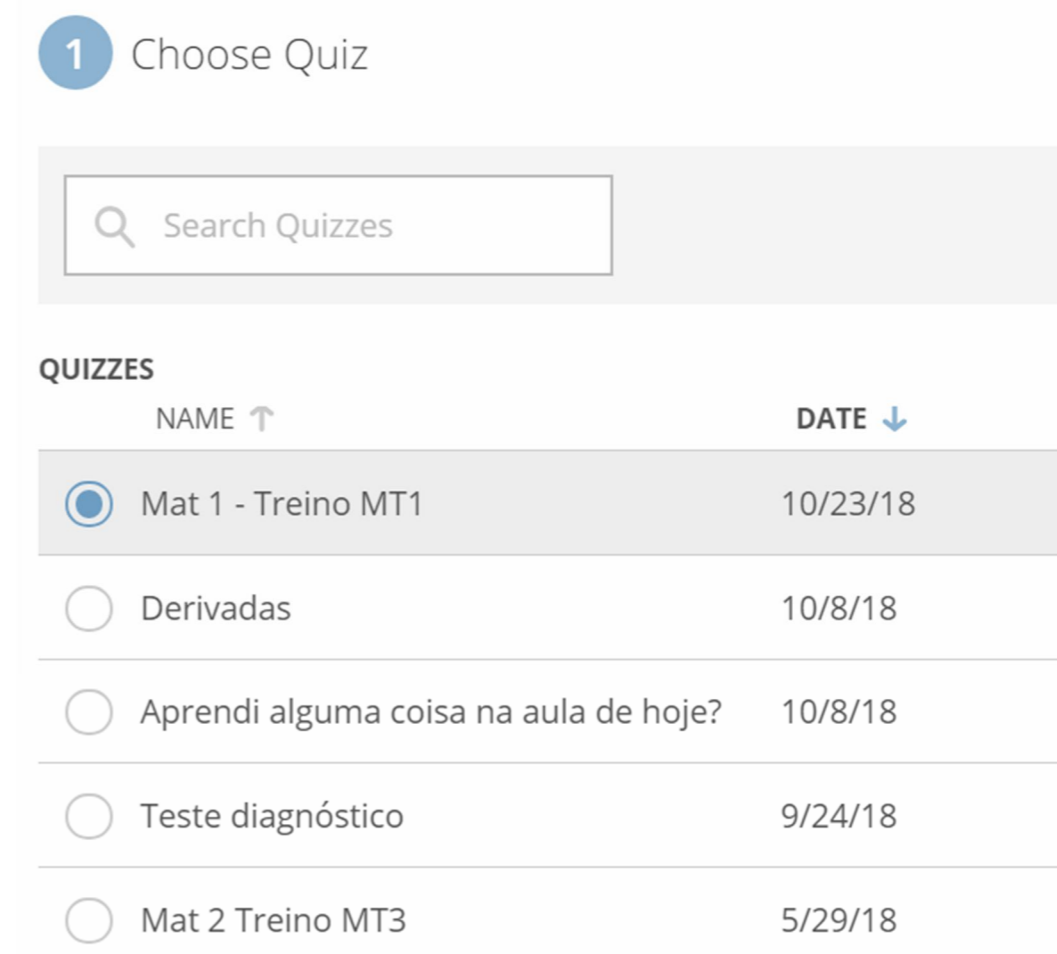 1 Choose Quiz
Search Quizzes
QUIZZES
NAME ↑ DATE ↓
Mat 1 - Treino MT1 10/23/18
Derivadas 10/8/18
Aprendi alguma coisa na aula de hoje? 10/8/18
Teste diagnóstico 9/24/18
Mat 2 Treino MT3 5/29/18